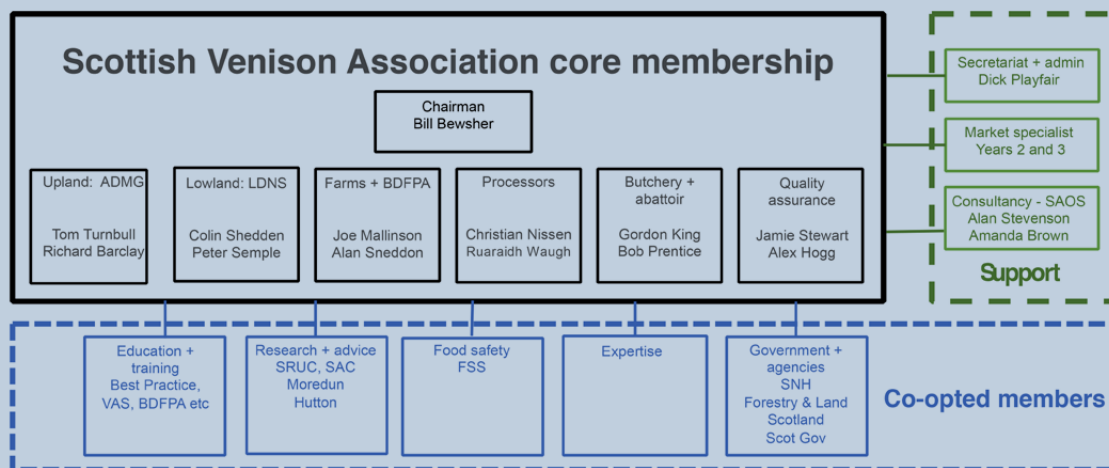 Scottish Venison Association core membership
Chairman
Bill Bewsher
Upland: ADMG
Tom Turnbull
Richard Barclay
Lowland: LDNS
Colin Shedden
Peter Semple
Farms + BDFPA
Joe Mallinson
Alan Sneddon
Processors
Christian Nissen
Ruaraidh Waugh
Butchery +
abattoir
Gordon King
Bob Prentice
Quality
assurance
Jamie Stewart
Alex Hogg
Secretariat + admin
Dick Playfair
Market specialist
Years 2 and 3
Consultancy - SAOS
Alan Stevenson
Amanda Brown
Support
Education +
training
Best Practice,
VAS, BDFPA etc
Research + advice
SRUC, SAC
Moredun
Hutton
Food safety
FSS
Expertise
Government +
agencies
SNH
Forestry & Land
Scotland
Scot Gov
Co-opted members